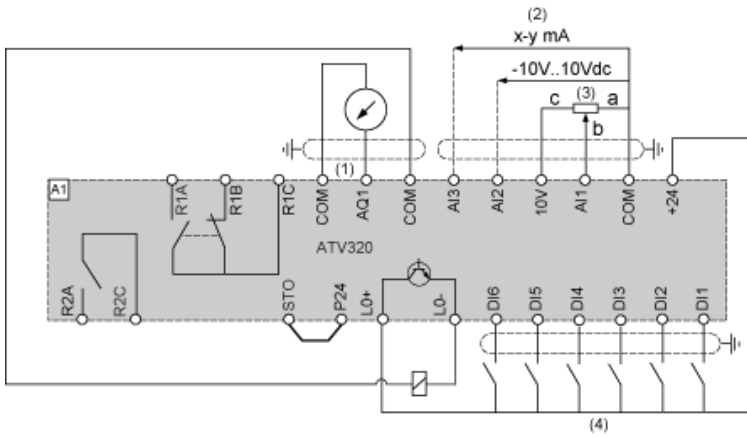 (2)
x-y mA
-10V..10Vdc
c (3) a
b
(1)
A1
R1A R1B R1C COM AQ1 COM AI3 AI2 10V AI1 COM +24
ATV320
R2A R2C STO P24 L0+ L0- DI6 DI5 DI4 DI3 DI2 DI1
(4)